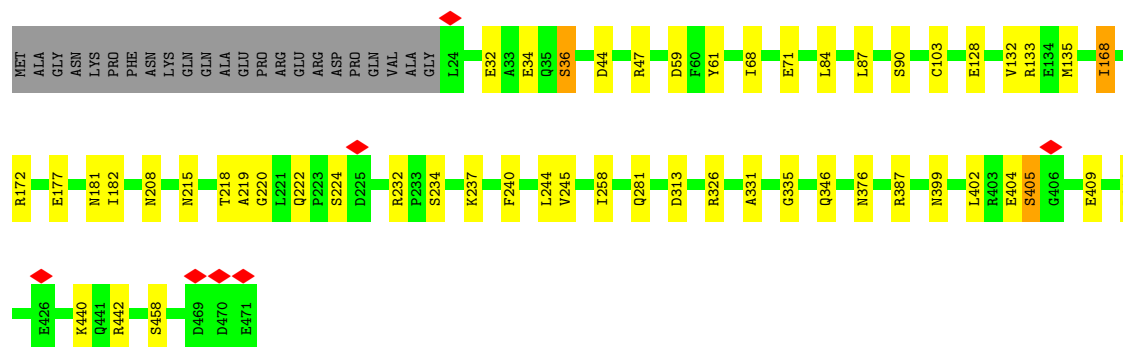 MET ALA GLY ASN LYS PRO PHE ASN LYS GLN GLN ALA GLU PRO ARG GLU ARG ASP PRO GLN VAL ALA GLY L24 E32 A33 E34 Q35 S36 D44 R47 D59 F60 Y61 I68 E71 L84 L87 S90 C103 E128 V132 R133 E134 M135 I168
R172 E177 N181 I182 N208 N215 T218 A219 G220 L221 Q222 P223 S224 D225 R232 P233 S234 K237 F240 L244 V245 I258 Q281 D313 R326 A331 G335 Q346 N376 R387 N399 L402 R403 E404 S405 G406 E409
E426 K440 Q441 R442 S458 D469 D470 E471